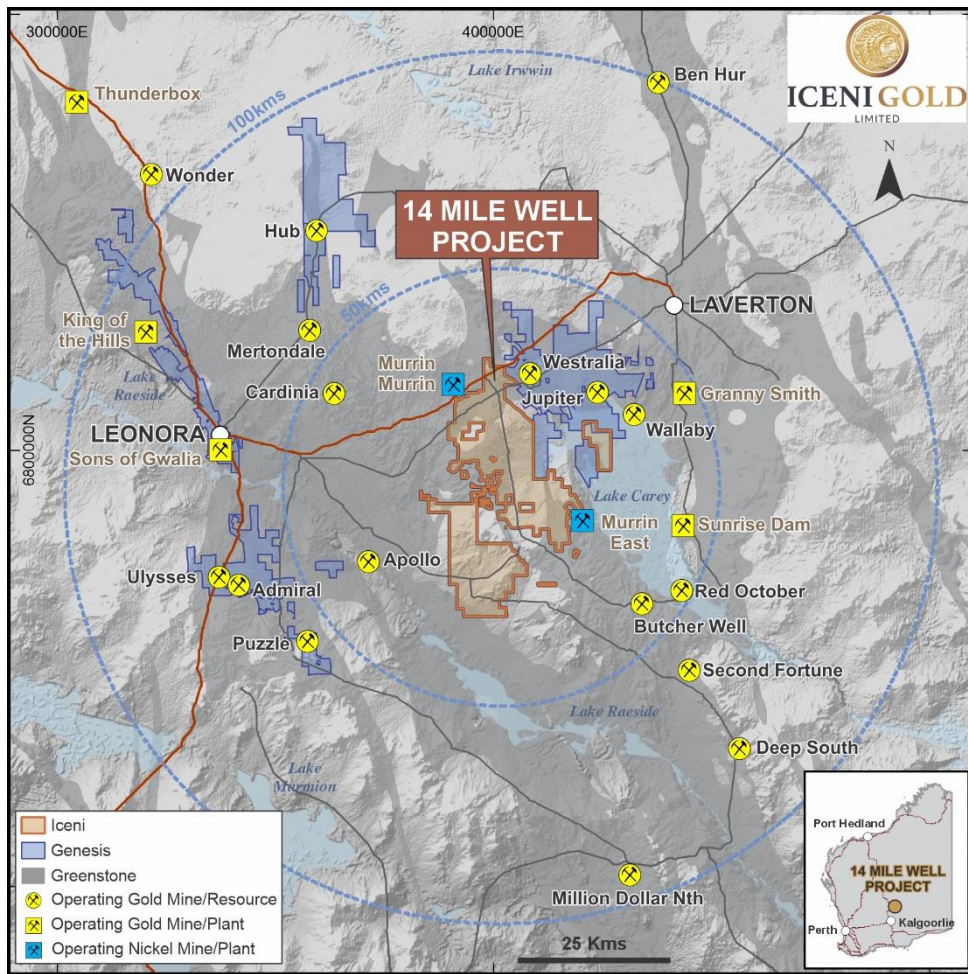 300000E
400000E
6800000N
ICENI GOLD
LIMITED
N
Lake Irwwin
Ben Hur
Thunderbox
100kms
Wonder
14 MILE WELL
PROJECT
Hub
50kms
LAVERTON
King of
the Hills
Mertondale
Murrin
Murrin
Westralia
Lake
Raeside
Cardinia
Jupiter
Granny Smith
Wallaby
LEONORA
Sons of Gwalia
Lake Carey
Murrin
East
Sunrise Dam
Apollo
Ulysses
Admiral
Red October
Butcher Well
Puzzle
Second Fortune
Lake Raeside
Deep South
Lake
Marmion
Million Dollar Nth
25 Kms
Iceni
Genesis
Greenstone
Operating Gold Mine/Resource
Operating Gold Mine/Plant
Operating Nickel Mine/Plant
Port Hedland
14 MILE WELL
PROJECT
Kalgoorlie
Perth